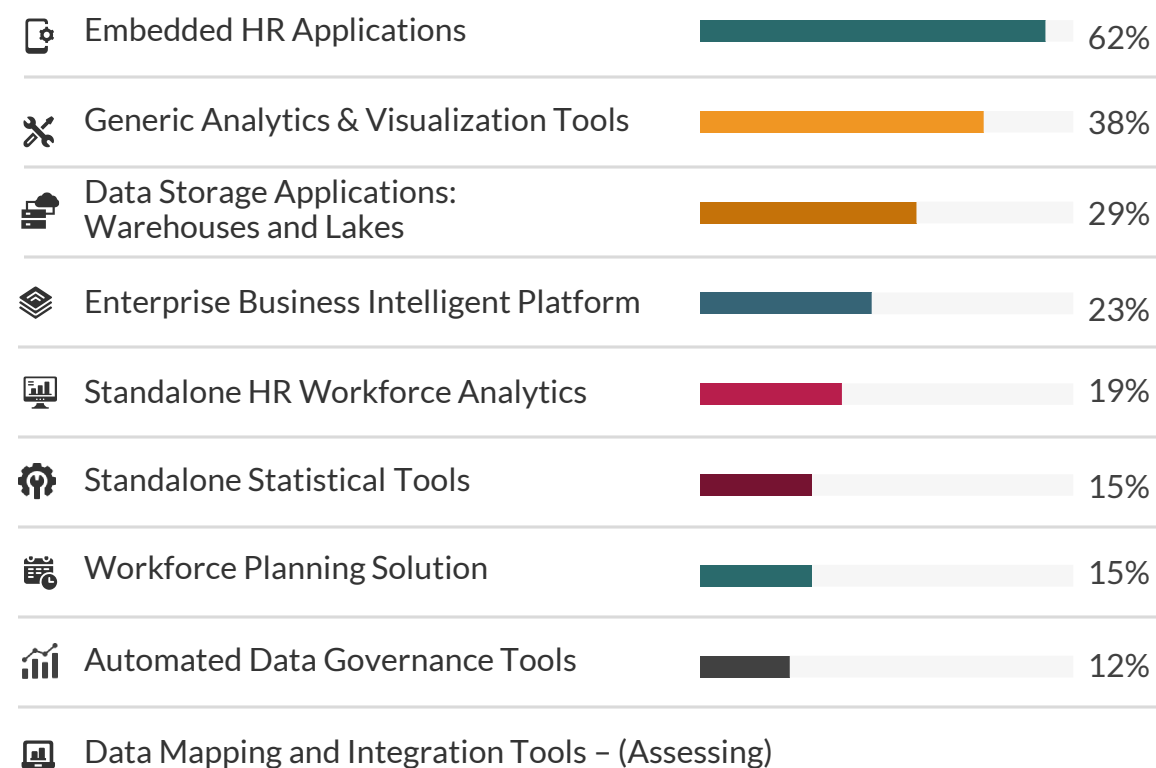 Embedded HR Applications 62%
Generic Analytics & Visualization Tools 38%
Data Storage Applications:
Warehouses and Lakes 29%
Enterprise Business Intelligent Platform 23%
Standalone HR Workforce Analytics 19%
Standalone Statistical Tools 15%
Workforce Planning Solution 15%
Automated Data Governance Tools 12%
Data Mapping and Integration Tools – (Assessing)